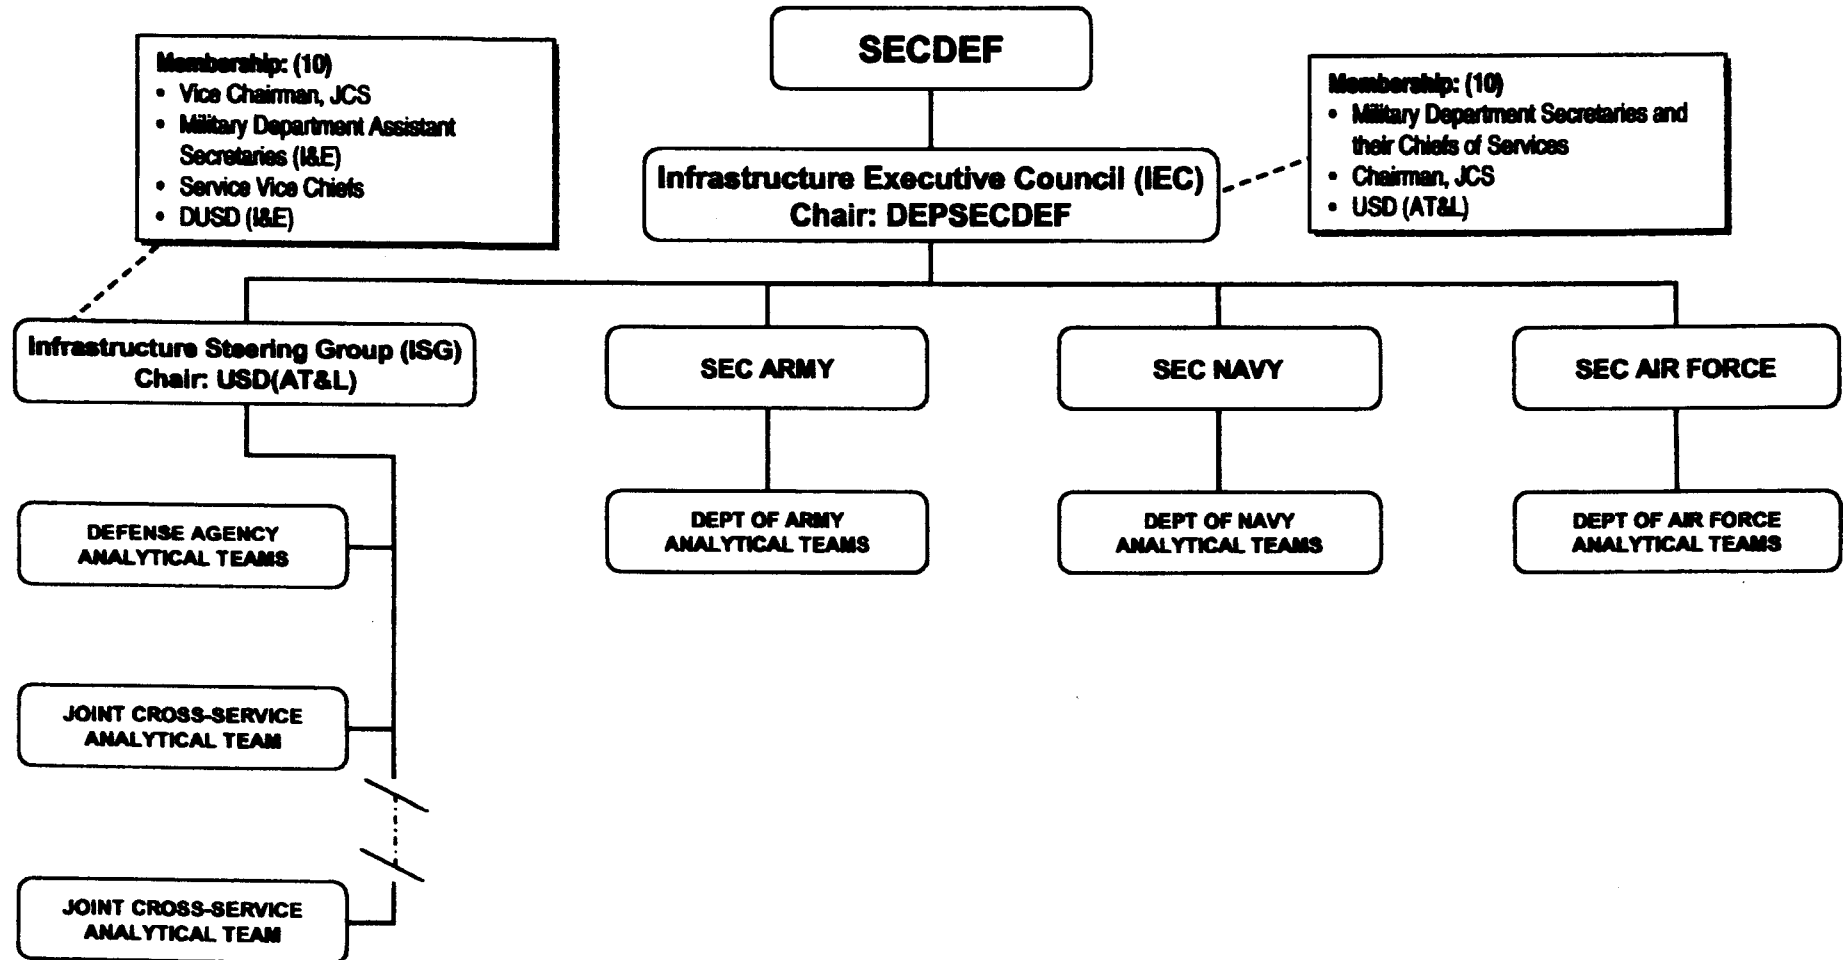 SECDEF
Membership: (10)
• Vice Chairman, JCS
• Military Department Assistant
Secretaries (I&E)
• Service Vice Chiefs
• DUSD (I&E)
Membership: (10)
• Military Department Secretaries and
their Chiefs of Services
• Chairman, JCS
• USD (AT&L)
Infrastructure Executive Council (IEC)
Chair: DEPSECDEF
Infrastructure Steering Group (ISG)
Chair: USD(AT&L)
SEC ARMY
SEC NAVY
SEC AIR FORCE
DEFENSE AGENCY
ANALYTICAL TEAMS
DEPT OF ARMY
ANALYTICAL TEAMS
DEPT OF NAVY
ANALYTICAL TEAMS
DEPT OF AIR FORCE
ANALYTICAL TEAMS
JOINT CROSS-SERVICE
ANALYTICAL TEAM
JOINT CROSS-SERVICE
ANALYTICAL TEAM